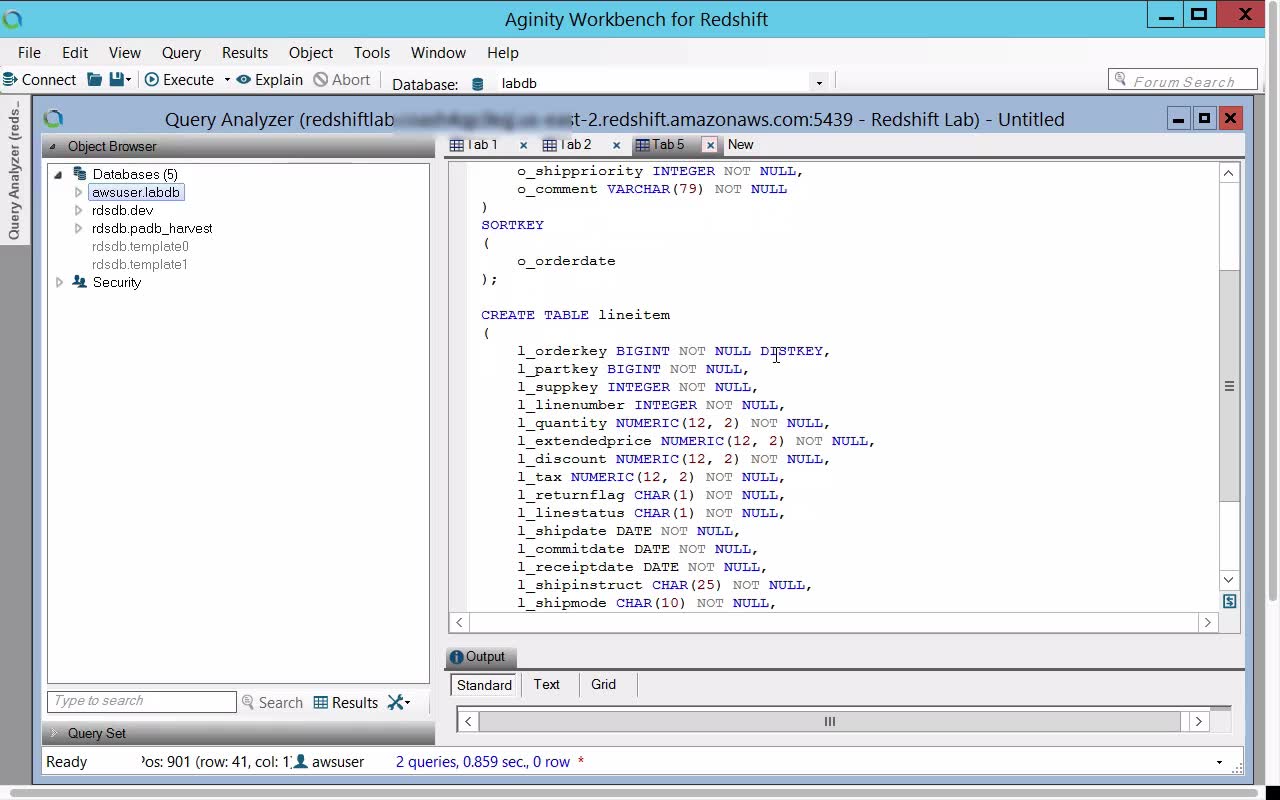 Aginity Workbench for Redshift
File Edit View Query Results Object Tools Window Help
Connect Execute Explain Abort Database: labdb Forum Search
Query Analyzer (reds...
Query Analyzer (redshiftlab st-2.redshift.amazonaws.com:5439 - Redshift Lab) - Untitled
Object Browser
Tab 1 Tab 2 Tab 5 New
Databases (5)
awsuser.labdb
rdsdb.dev
rdsdb.padb_harvest
rdsdb.template0
rdsdb.template1
Security
o_shippriority INTEGER NOT NULL,
o_comment VARCHAR(79) NOT NULL
)
SORTKEY
(
o_orderdate
);
CREATE TABLE lineitem
(
l_orderkey BIGINT NOT NULL DISTKEY,
l_partkey BIGINT NOT NULL,
l_suppkey INTEGER NOT NULL,
l_linenumber INTEGER NOT NULL,
l_quantity NUMERIC(12, 2) NOT NULL,
l_extendedprice NUMERIC(12, 2) NOT NULL,
l_discount NUMERIC(12, 2) NOT NULL,
l_tax NUMERIC(12, 2) NOT NULL,
l_returnflag CHAR(1) NOT NULL,
l_linestatus CHAR(1) NOT NULL,
l_shipdate DATE NOT NULL,
l_commitdate DATE NOT NULL,
l_receiptdate DATE NOT NULL,
l_shipinstruct CHAR(25) NOT NULL,
l_shipmode CHAR(10) NOT NULL,
Output
Standard Text Grid
Type to search Search Results
Query Set
Ready Pos: 901 (row: 41, col: 1) awsuser 2 queries, 0.859 sec., 0 row *